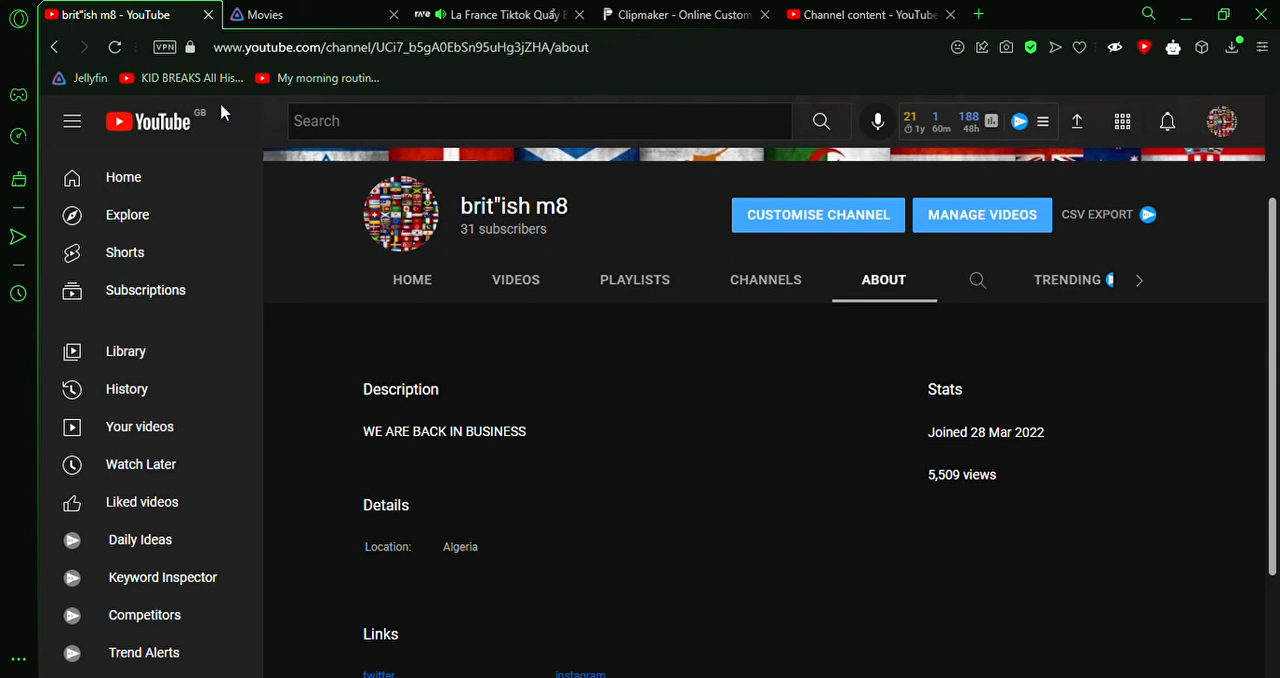 brit"ish m8 - YouTube
Movies
La France Tiktok Quẩy
Clipmaker - Online Custom
Channel content - YouTube
VPN
www.youtube.com/channel/UCi7_b5gA0EbSn95uHg3jZHA/about
Jellyfin
KID BREAKS All His...
My morning routin...
YouTube GB
Search
21 1 188
1y 60m 48h
Home
Explore
Shorts
Subscriptions
Library
History
Your videos
Watch Later
Liked videos
Daily Ideas
Keyword Inspector
Competitors
Trend Alerts
brit"ish m8
31 subscribers
CUSTOMISE CHANNEL
MANAGE VIDEOS
CSV EXPORT
HOME
VIDEOS
PLAYLISTS
CHANNELS
ABOUT
TRENDING
Description
WE ARE BACK IN BUSINESS
Details
Location: Algeria
Links
twitter
instagram
Stats
Joined 28 Mar 2022
5,509 views